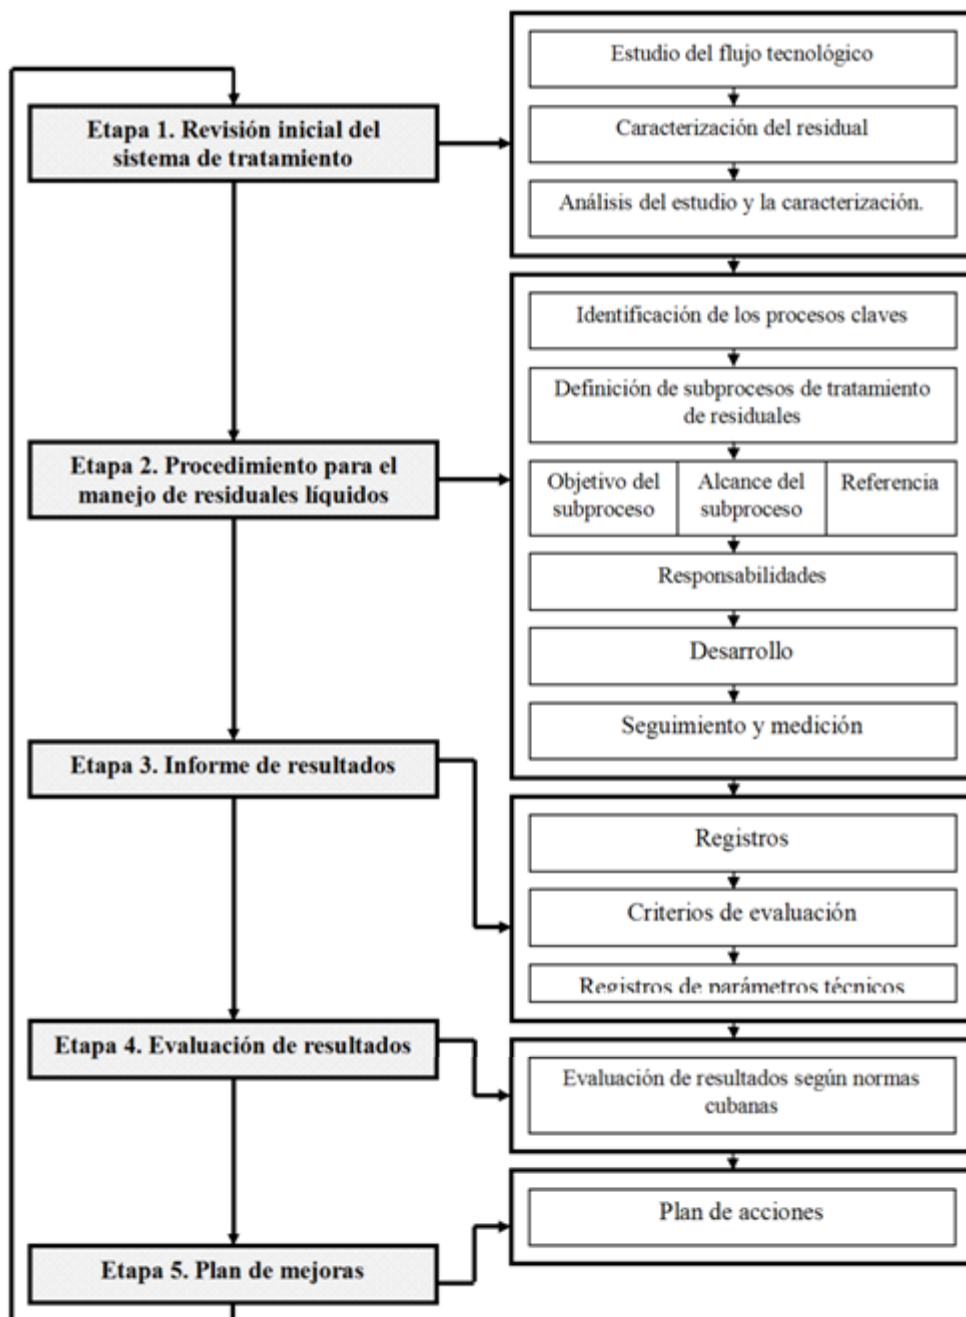 Estudio del flujo tecnológico
Etapa 1. Revisión inicial del
sistema de tratamiento
Caracterización del residual
Análisis del estudio y la caracterización.
Identificación de los procesos claves
Definición de subprocesos de tratamiento
de residuales
Etapa 2. Procedimiento para el
manejo de residuales líquidos
Objetivo del
subproceso
Alcance del
subproceso
Referencia
Responsabilidades
Desarrollo
Seguimiento y medición
Etapa 3. Informe de resultados
Registros
Criterios de evaluación
Registros de parámetros técnicos
Etapa 4. Evaluación de resultados
Evaluación de resultados según normas
cubanas
Plan de acciones
Etapa 5. Plan de mejoras